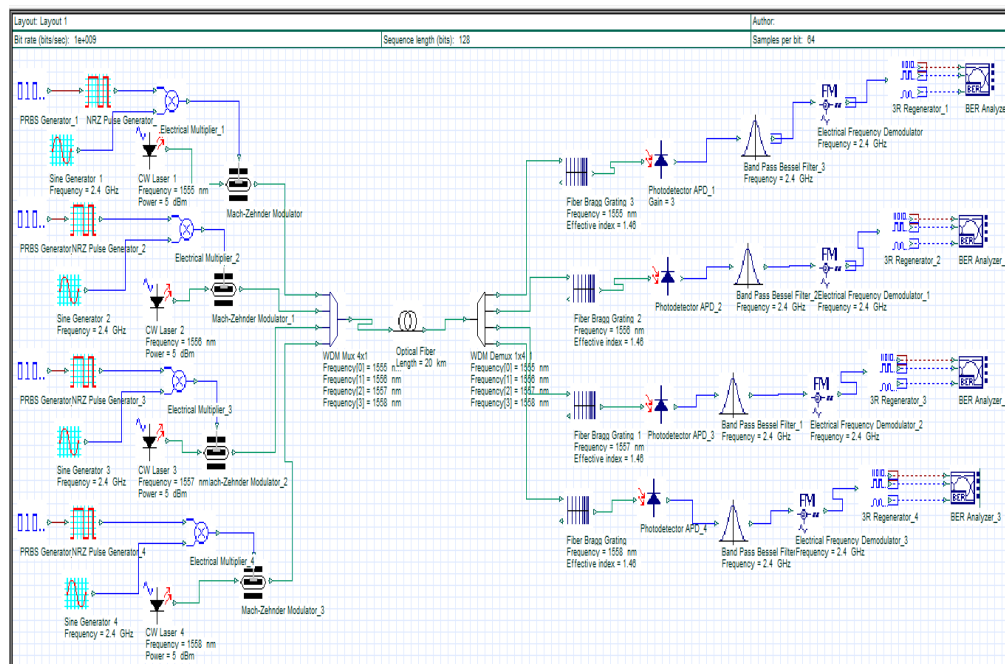 Layout: Layout 1
Author:
Bit rate (bits/sec): 1e+009
Sequence length (bits): 128
Samples per bit: 64
PRBS Generator_1
NRZ Pulse Generator_
Electrical Multiplier_1
Sine Generator 1
Frequency = 2.4 GHz
CW Laser 1
Frequency = 1555 nm
Power = 5 dBm
Mach-Zehnder Modulator
PRBS Generator
NRZ Pulse Generator_2
Electrical Multiplier_2
Sine Generator 2
Frequency = 2.4 GHz
CW Laser 2
Frequency = 1556 nm
Power = 5 dBm
Mach-Zehnder Modulator_1
PRBS Generator
NRZ Pulse Generator_3
Electrical Multiplier_3
Sine Generator 3
Frequency = 2.4 GHz
CW Laser 3
Frequency = 1557 nm
Power = 5 dBm
mach-Zehnder Modulator_2
PRBS Generator
NRZ Pulse Generator_4
Electrical Multiplier_4
Sine Generator 4
Frequency = 2.4 GHz
CW Laser 4
Frequency = 1558 nm
Power = 5 dBm
Mach-Zehnder Modulator_3
WDM Mux 4x1
Frequency[0] = 1555 n
Frequency[1] = 1556 nm
Frequency[2] = 1557 nm
Frequency[3] = 1558 nm
Optical Fiber
Length = 20 km
WDM Demux 1x4 1
Frequency[0] = 1555 nm
Frequency[1] = 1556 nm
Frequency[2] = 1557 nm
Frequency[3] = 1558 nm
Fiber Bragg Grating 3
Frequency = 1555 nm
Effective index = 1.46
Photodetector APD_1
Gain = 3
Band Pass Bessel Filter_3
Frequency = 2.4 GHz
FM
Electrical Frequency Demodulator
Frequency = 2.4 GHz
3R Regenerator_1
BER
BER Analyze
Fiber Bragg Grating 2
Frequency = 1556 nm
Effective index = 1.46
Photodetector APD_2
Band Pass Bessel Filter_2
Frequency = 2.4 GHz
FM
Electrical Frequency Demodulator_1
Frequency = 2.4 GHz
3R Regenerator_2
BER
BER Analyzer_
Fiber Bragg Grating 1
Frequency = 1557 nm
Effective index = 1.46
Photodetector APD_3
Band Pass Bessel Filter_1
Frequency = 2.4 GHz
FM
Electrical Frequency Demodulator_2
Frequency = 2.4 GHz
3R Regenerator_3
BER
BER Analyzer_
Fiber Bragg Grating
Frequency = 1558 nm
Effective index = 1.46
Photodetector APD_4
Band Pass Bessel Filter
Frequency = 2.4 GHz
FM
Electrical Frequency Demodulator_3
Frequency = 2.4 GHz
3R Regenerator_4
BER
BER Analyzer_3